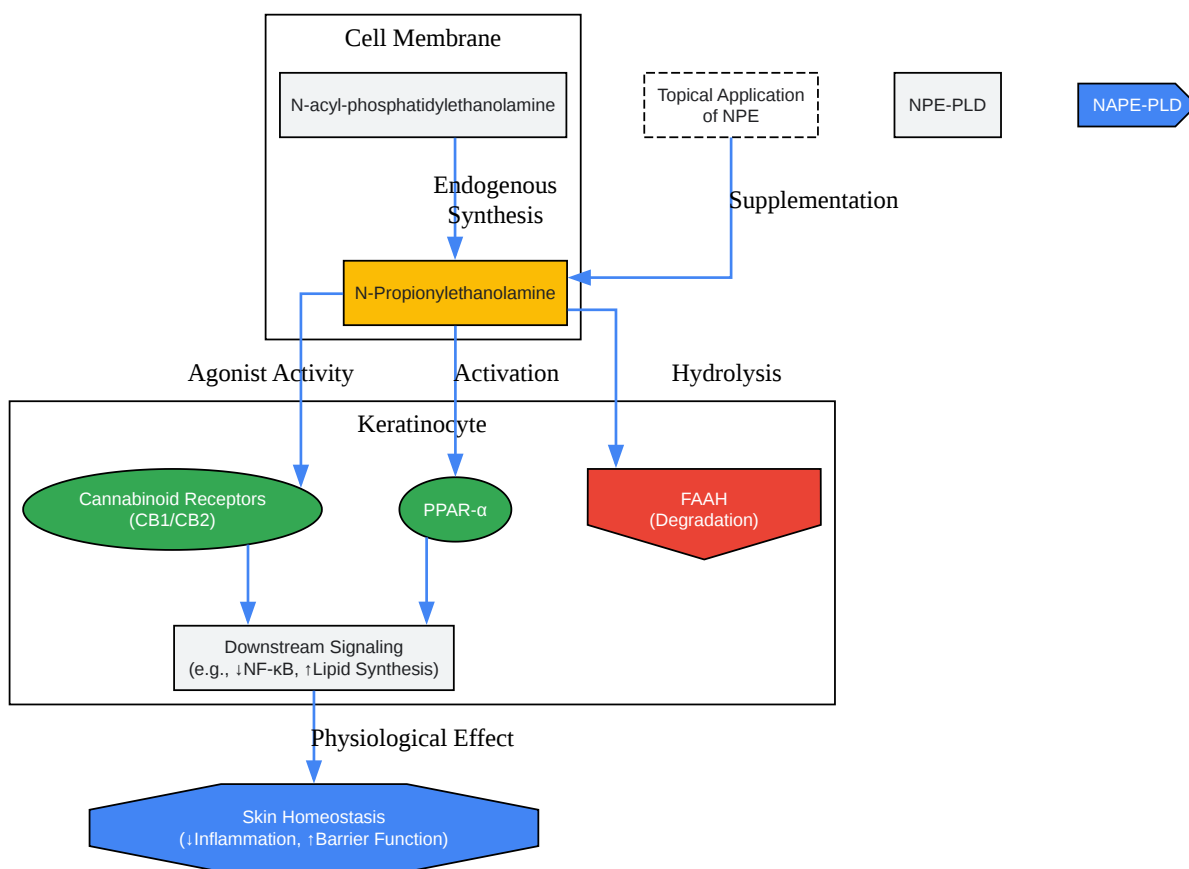 Cell Membrane
N-acyl-phosphatidylethanolamine
Topical Application
of NPE
NPE-PLD
NAPE-PLD
Endogenous
Synthesis
Supplementation
N-Propionylethanolamine
Agonist Activity
Activation
Hydrolysis
Keratinocyte
Cannabinoid Receptors
(CB1/CB2)
PPAR-α
FAAH
(Degradation)
Downstream Signaling
(e.g., ↓NF-κB, ↑Lipid Synthesis)
Physiological Effect
Skin Homeostasis
(↓Inflammation, ↑Barrier Function)